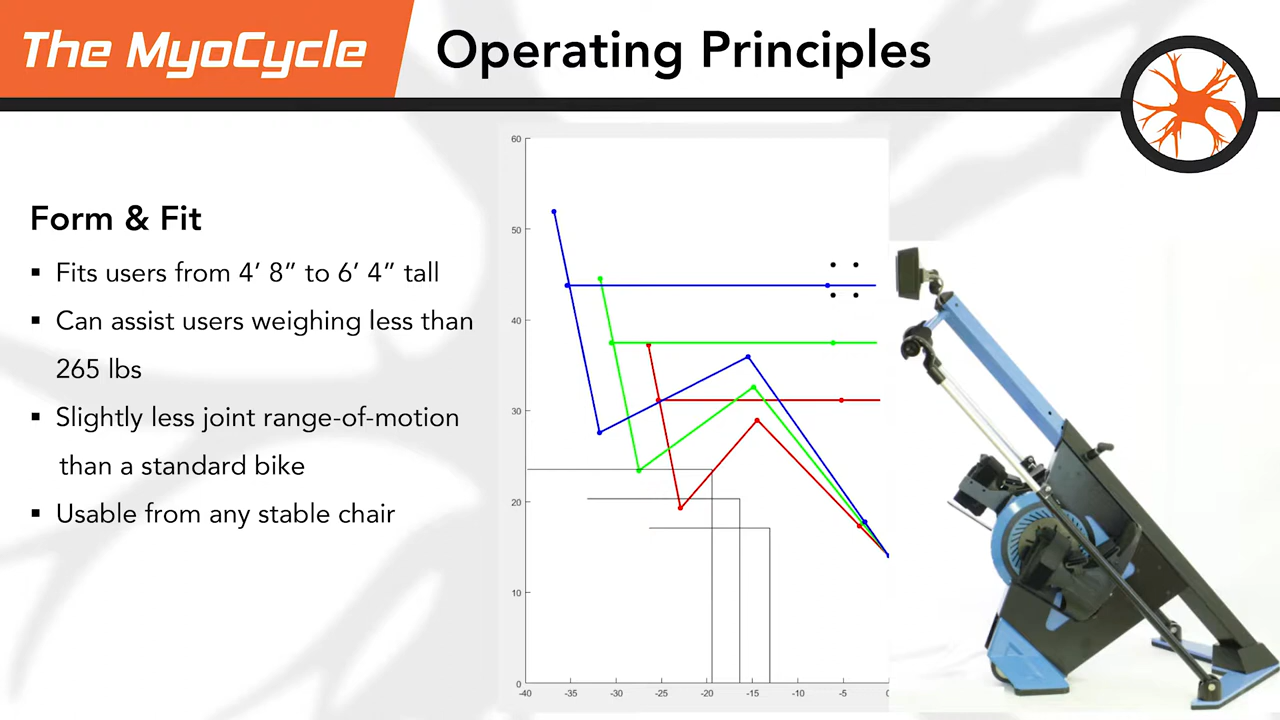 The MyoCycle
Operating Principles
Form & Fit
▪ Fits users from 4’ 8” to 6’ 4” tall
▪ Can assist users weighing less than
265 lbs
▪ Slightly less joint range-of-motion
than a standard bike
▪ Usable from any stable chair
60
50
40
30
20
10
0
-40 -35 -30 -25 -20 -15 -10 -5 0